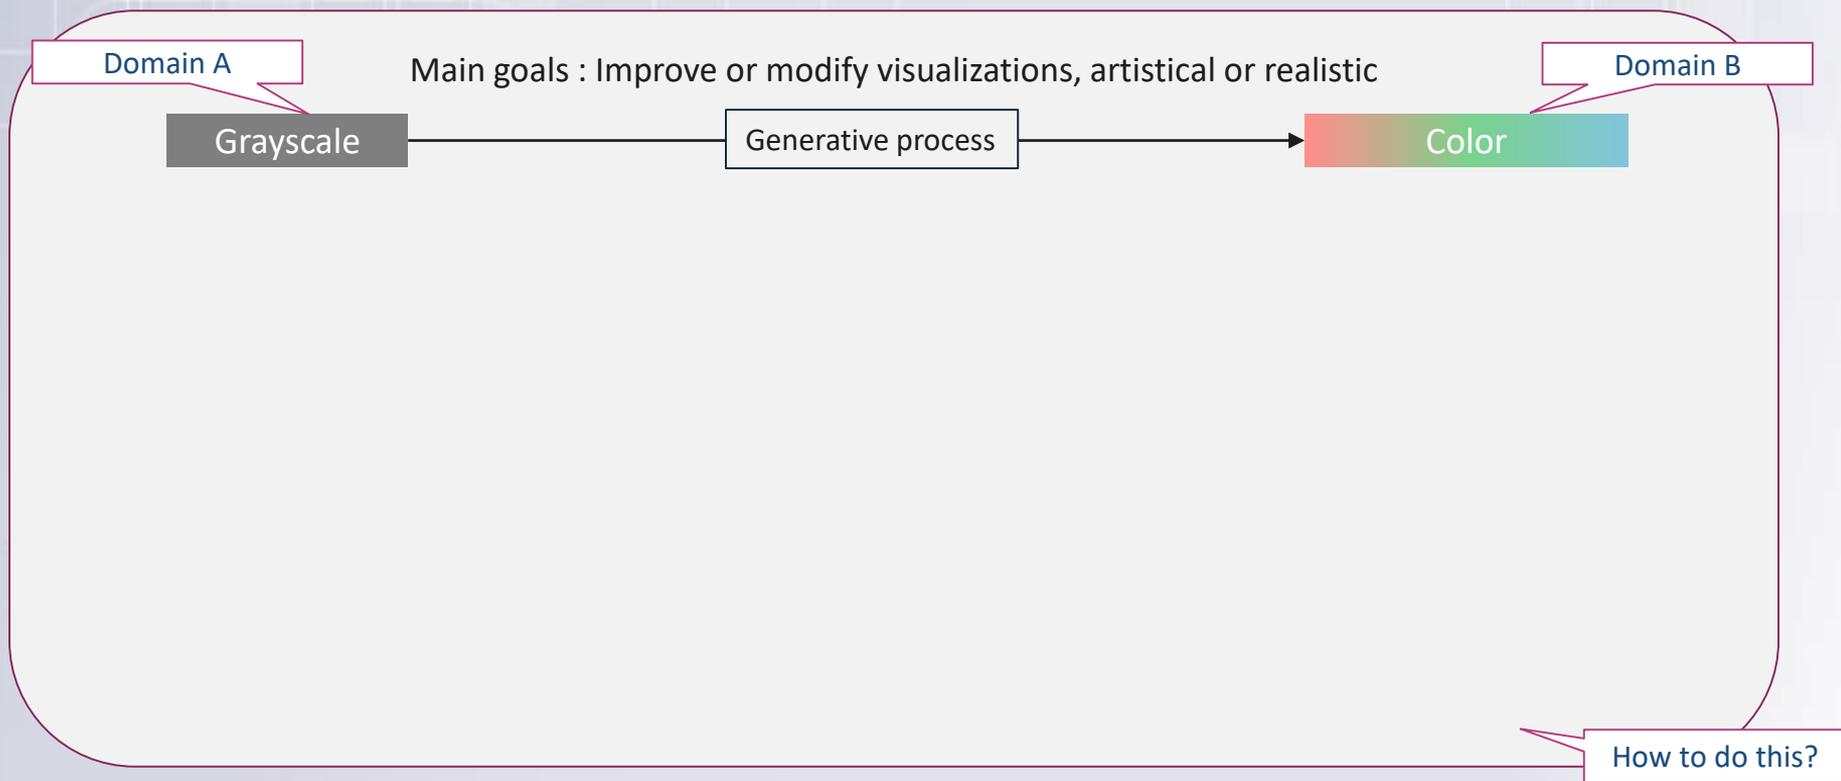 Domain A
Main goals : Improve or modify visualizations, artistical or realistic
Domain B
Grayscale
Generative process
Color
How to do this?